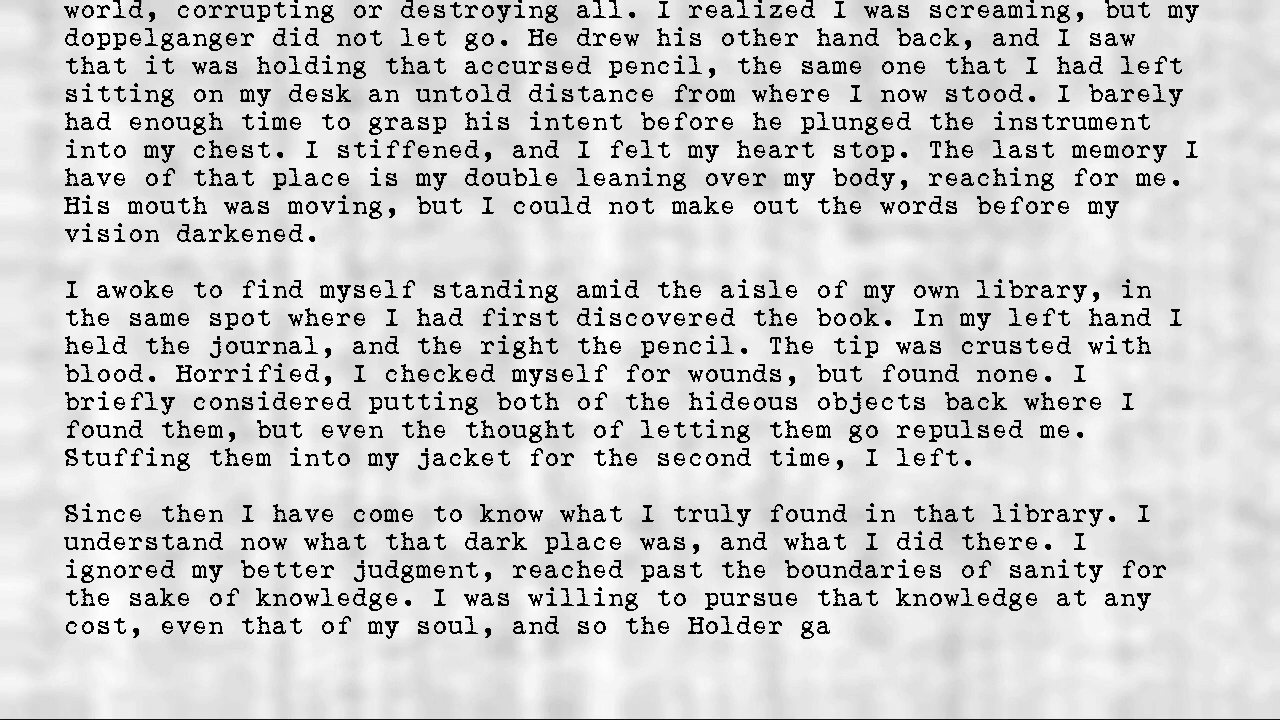 world, corrupting or destroying all. I realized I was screaming, but my
doppelganger did not let go. He drew his other hand back, and I saw
that it was holding that accursed pencil, the same one that I had left
sitting on my desk an untold distance from where I now stood. I barely
had enough time to grasp his intent before he plunged the instrument
into my chest. I stiffened, and I felt my heart stop. The last memory I
have of that place is my double leaning over my body, reaching for me.
His mouth was moving, but I could not make out the words before my
vision darkened.

I awoke to find myself standing amid the aisle of my own library, in
the same spot where I had first discovered the book. In my left hand I
held the journal, and the right the pencil. The tip was crusted with
blood. Horrified, I checked myself for wounds, but found none. I
briefly considered putting both of the hideous objects back where I
found them, but even the thought of letting them go repulsed me.
Stuffing them into my jacket for the second time, I left.

Since then I have come to know what I truly found in that library. I
understand now what that dark place was, and what I did there. I
ignored my better judgment, reached past the boundaries of sanity for
the sake of knowledge. I was willing to pursue that knowledge at any
cost, even that of my soul, and so the Holder ga